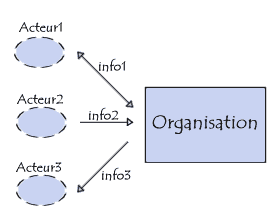 Acteur1
info1
Acteur2
info2
Organisation
Acteur3
info3